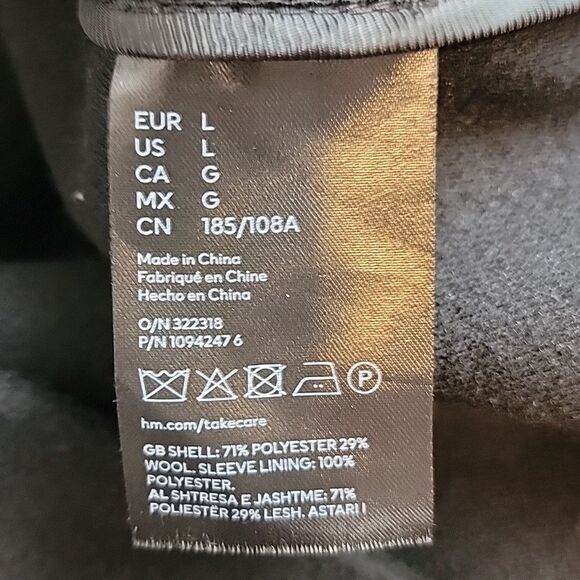 EUR L
US L
CA G
MX G
CN 185/108A
Made in China
Fabriqué en Chine
Hecho en China
O/N 322318
P/N 1094247 6
P
hm.com/takecare
GB SHELL: 71% POLYESTER 29%
WOOL. SLEEVE LINING: 100%
POLYESTER.
AL SHTRESA E JASHTME: 71%
POLIESTËR 29% LESH. ASTARI I